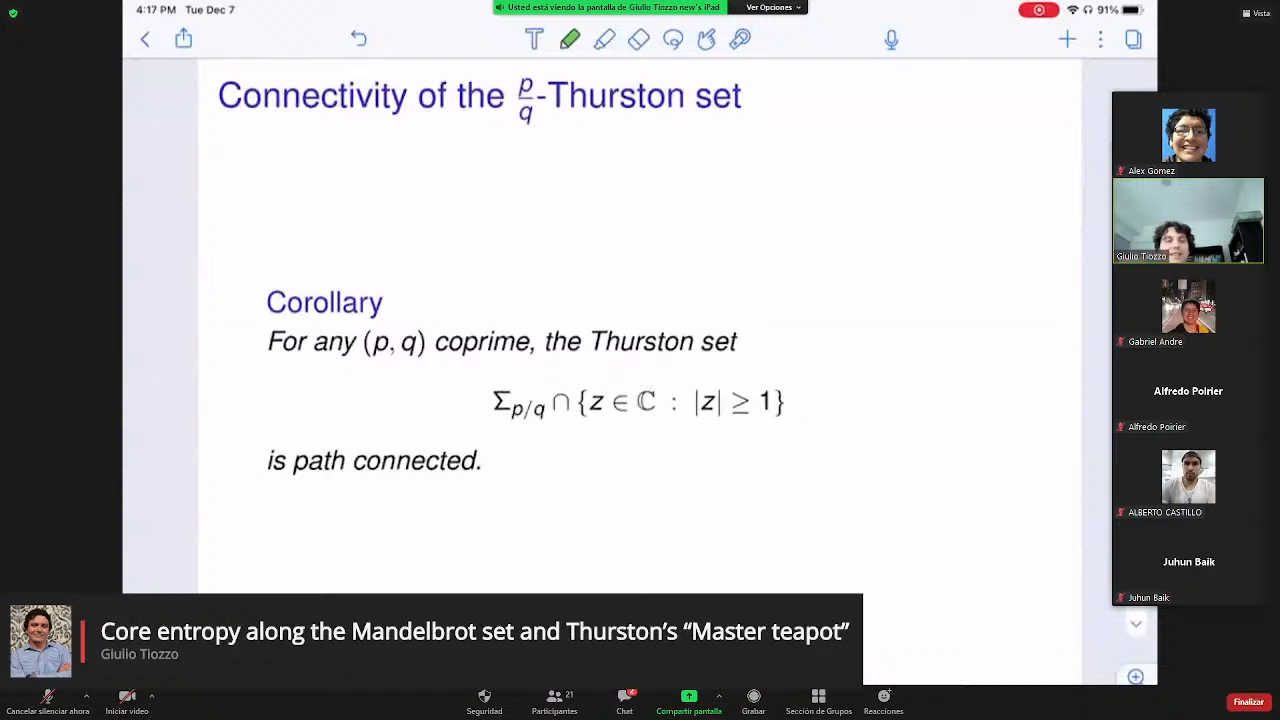 4:17 PM Tue Dec 7
Usted está viendo la pantalla de Giulio Tiozzo new's iPad
Ver Opciones
91%
Vista
Connectivity of the p/q-Thurston set
Corollary
For any (p, q) coprime, the Thurston set
Σp/q ∩ {z ∈ ℂ : |z| ≥ 1}
is path connected.
Alex Gomez
Giulio Tiozzo
Gabriel Andre
Alfredo Poirier
Alfredo Poirier
ALBERTO CASTILLO
Juhun Baik
Juhun Baik
Core entropy along the Mandelbrot set and Thurston's "Master teapot"
Giulio Tiozzo
Cancelar silenciar ahora
Iniciar video
Seguridad
21
Participantes
2
Chat
Compartir pantalla
Grabar
Sección de Grupos
Reacciones
Finalizar